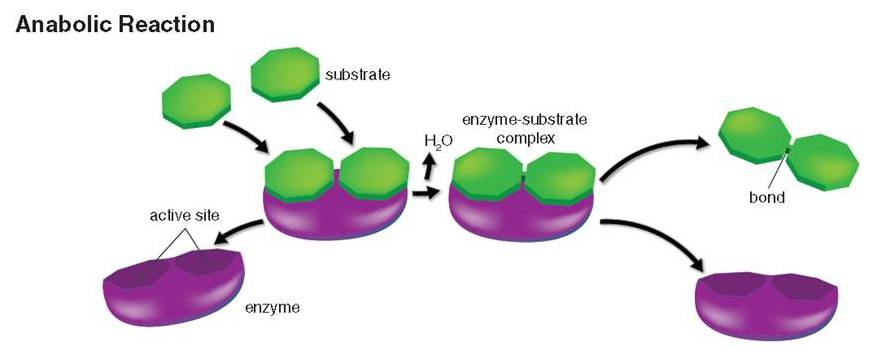 Anabolic Reaction
substrate
enzyme-substrate
complex
H₂O
bond
active site
enzyme